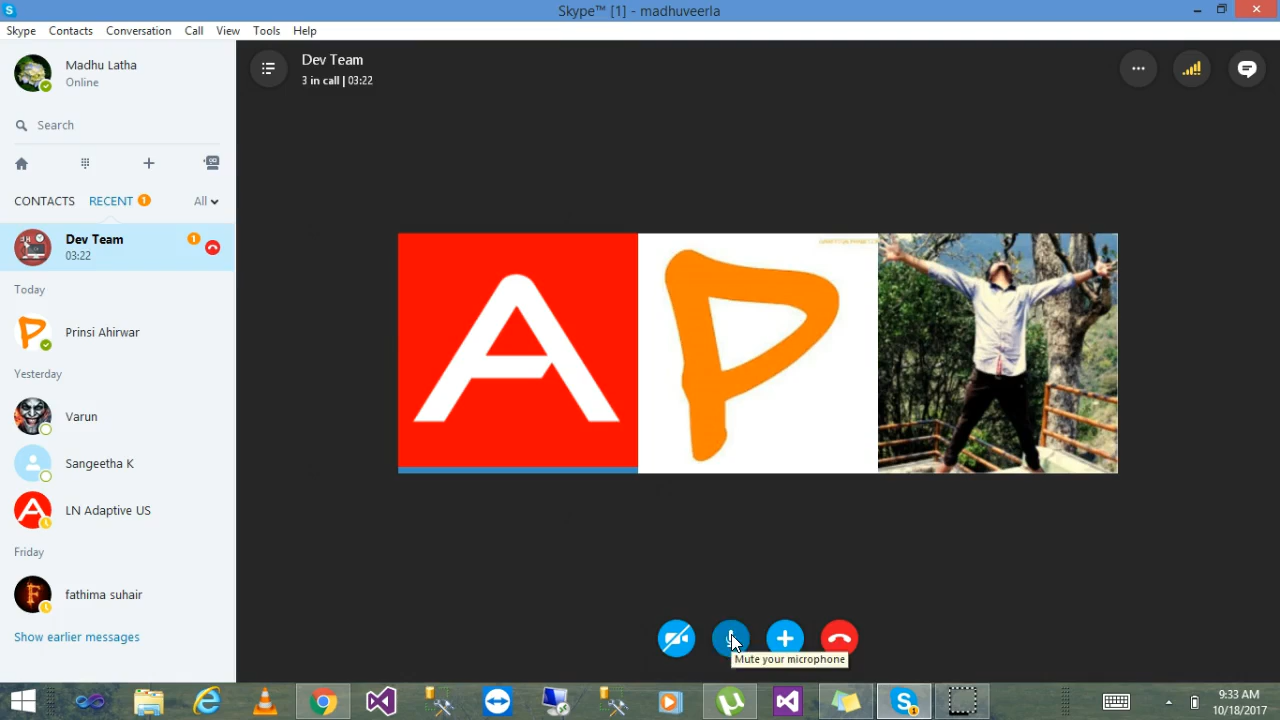 Skype™ [1] - madhuveerla
Skype Contacts Conversation Call View Tools Help
Madhu Latha
Online
Search
CONTACTS RECENT 1 All
Dev Team 1
03:22
Today
Prinsi Ahirwar
Yesterday
Varun
Sangeetha K
LN Adaptive US
Friday
fathima suhair
Show earlier messages
Dev Team
3 in call | 03:22
A
P
Mute your microphone
9:33 AM
10/18/2017